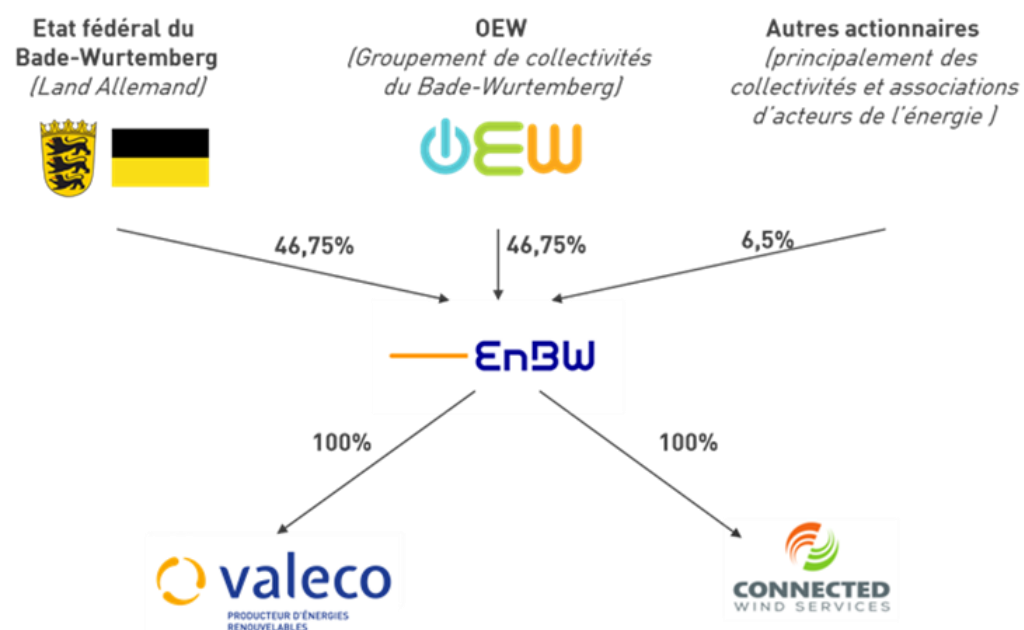 Etat fédéral du
Bade-Wurtemberg
(Land Allemand)
OEW
(Groupement de collectivités
du Bade-Wurtemberg)
Autres actionnaires
(principalement des
collectivités et associations
d'acteurs de l'énergie )
OEW
46,75%
46,75%
6,5%
EnBW
100%
100%
valeco
PRODUCTEUR D'ÉNERGIES
RENOUVELABLES
CONNECTED
WIND SERVICES